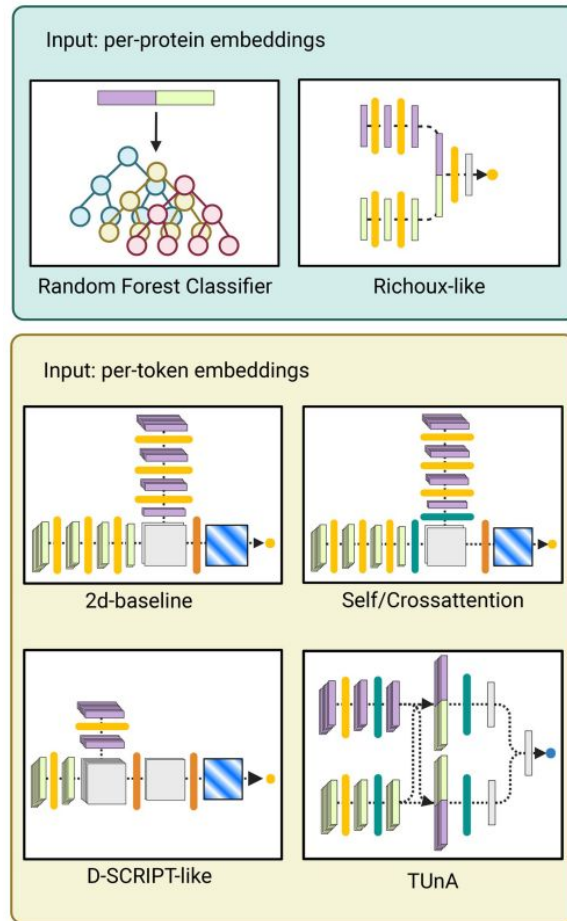 Input: per-protein embeddings
Random Forest Classifier
Richoux-like
Input: per-token embeddings
2d-baseline
Self/Crossattention
D-SCRIPT-like
TUnA